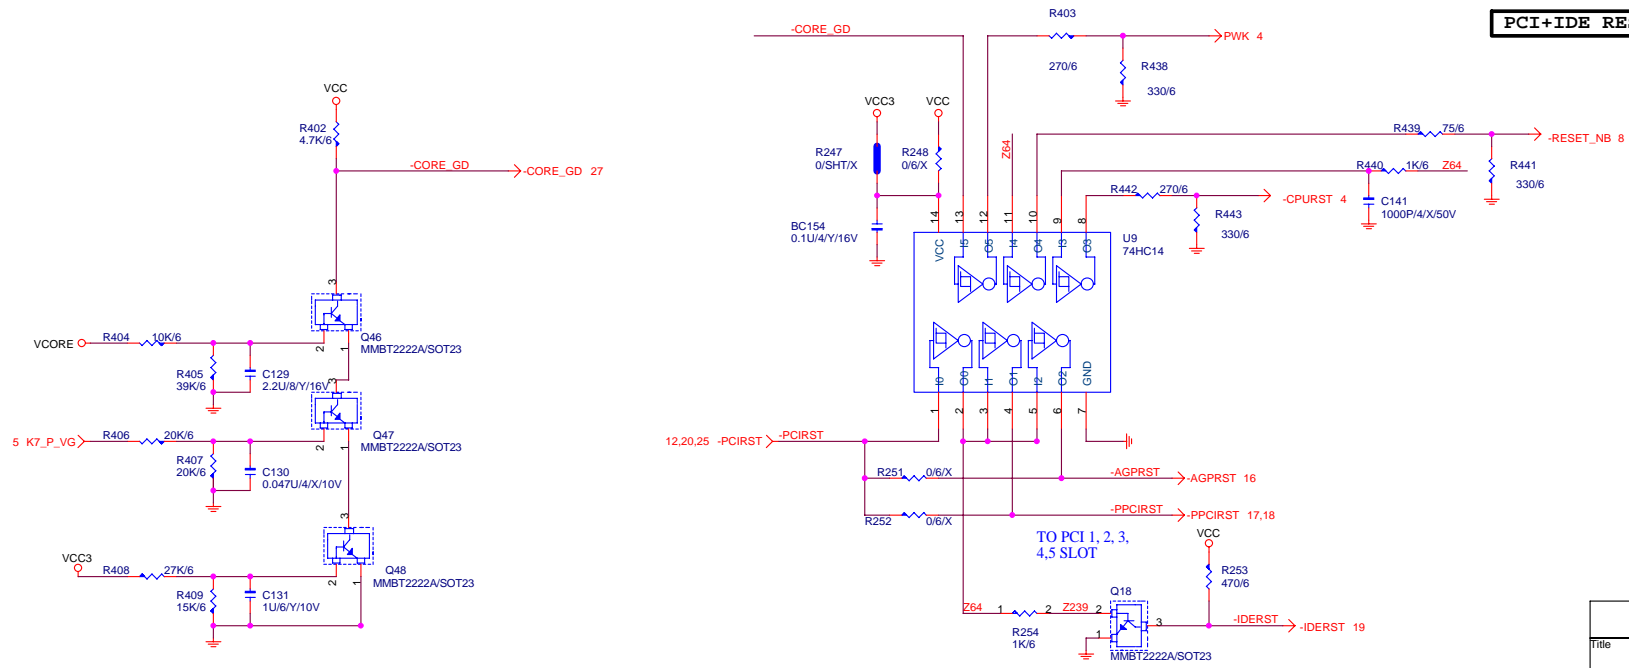 PCI+IDE RE
-CORE_GD
R403
270/6
PWK 4
R438
330/6
VCC
R402
4.7K/6
-CORE_GD
-CORE_GD 27
VCC3
VCC
R247
0/SHT/X
R248
0/6/X
Z64
R439
75/6
-RESET_NB 8
R440
1K/6
Z64
R441
330/6
R442
270/6
-CPURST 4
C141
1000P/4/X/50V
R443
330/6
BC154
0.1U/4/Y/16V
14
13
12
11
10
9
8
VCC
I5
O5
I4
O4
I3
O3
U9
74HC14
I0
O0
I1
O1
I2
O2
GND
1
2
3
4
5
6
7
3
Q46
MMBT2222A/SOT23
VCORE
R404
10K/6
2
1
R405
39K/6
C129
2.2U/8/Y/16V
3
Q47
MMBT2222A/SOT23
5 K7_P_VG
R406
20K/6
2
1
R407
20K/6
C130
0.047U/4/X/10V
3
Q48
MMBT2222A/SOT23
VCC3
R408
27K/6
2
1
R409
15K/6
C131
1U/6/Y/10V
12,20,25 -PCIRST
-PCIRST
R251
0/6/X
-AGPRST
-AGPRST 16
R252
0/6/X
-PPCIRST
-PPCIRST 17,18
TO PCI 1, 2, 3,
4,5 SLOT
VCC
R253
470/6
Z64
1
2
Z239
R254
1K/6
Q18
2
1
3
MMBT2222A/SOT23
-IDERST
-IDERST 19
Title